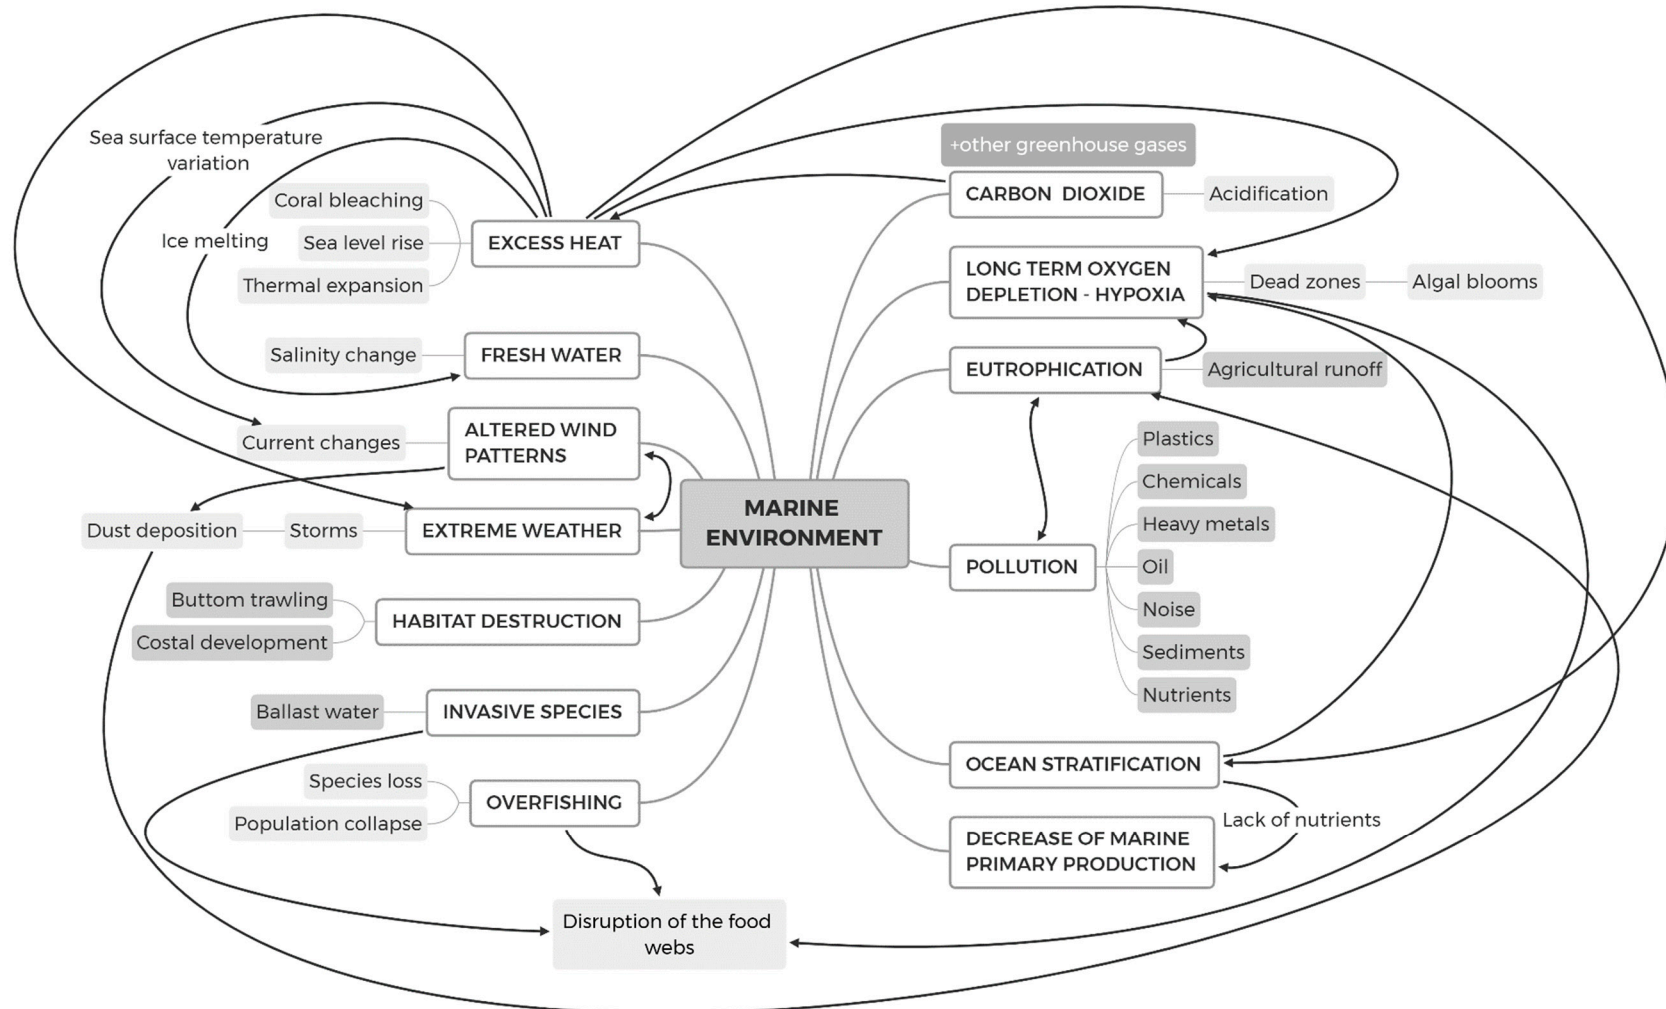 Sea surface temperature
variation
Coral bleaching
Ice melting
Sea level rise
Thermal expansion
EXCESS HEAT
Salinity change
FRESH WATER
Current changes
ALTERED WIND
PATTERNS
Dust deposition
Storms
EXTREME WEATHER
Buttom trawling
Costal development
HABITAT DESTRUCTION
Ballast water
INVASIVE SPECIES
Species loss
Population collapse
OVERFISHING
Disruption of the food
webs
MARINE
ENVIRONMENT
+other greenhouse gases
CARBON DIOXIDE
Acidification
LONG TERM OXYGEN
DEPLETION - HYPOXIA
Dead zones
Algal blooms
EUTROPHICATION
Agricultural runoff
POLLUTION
Plastics
Chemicals
Heavy metals
Oil
Noise
Sediments
Nutrients
OCEAN STRATIFICATION
Lack of nutrients
DECREASE OF MARINE
PRIMARY PRODUCTION